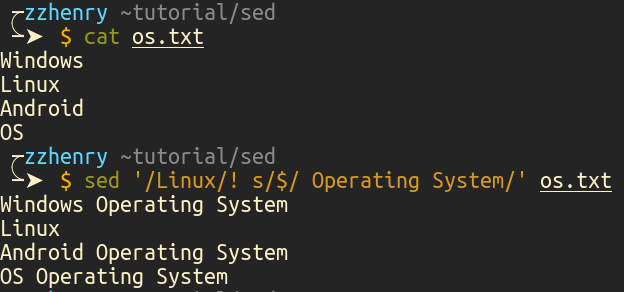 zzhenry ~tutorial/sed
➤ $ cat os.txt
Windows
Linux
Android
OS
zzhenry ~tutorial/sed
➤ $ sed '/Linux/! s/$/ Operating System/' os.txt
Windows Operating System
Linux
Android Operating System
OS Operating System